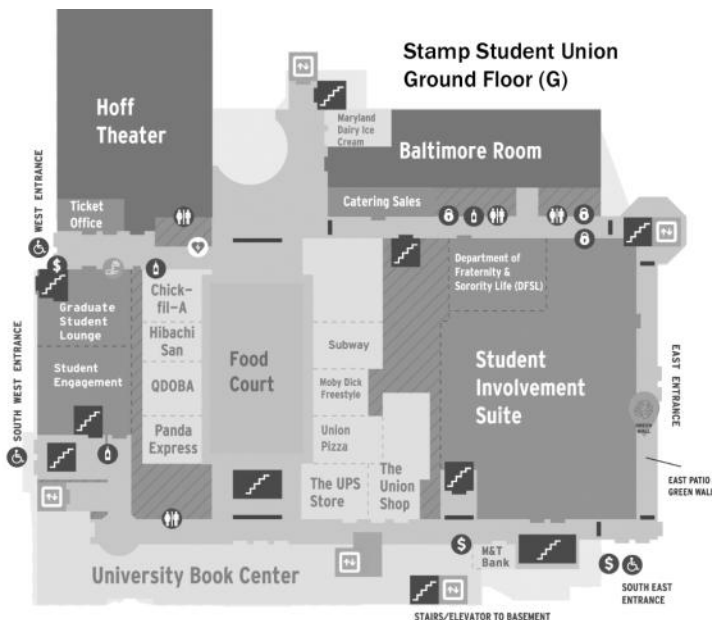 Stamp Student Union
Ground Floor (G)
Hoff
Theater
Maryland
Dairy Ice
Cream
Baltimore Room
Ticket
Office
Catering Sales
WEST ENTRANCE
$
Department of
Fraternity &
Sorority Life (DFSL)
Chick-
fil-A
Graduate
Student
Lounge
Hibachi
San
Food
Court
Subway
Student
Involvement
Suite
Student
Engagement
QDOBA
Moby Dick
Freestyle
EAST ENTRANCE
SOUTH WEST ENTRANCE
Panda
Express
Union
Pizza
GREEN
WALL
The UPS
Store
The
Union
Shop
EAST PATIO
GREEN WALL
$
M&T
Bank
$
University Book Center
SOUTH EAST
ENTRANCE
STAIRS/ELEVATOR TO BASEMENT